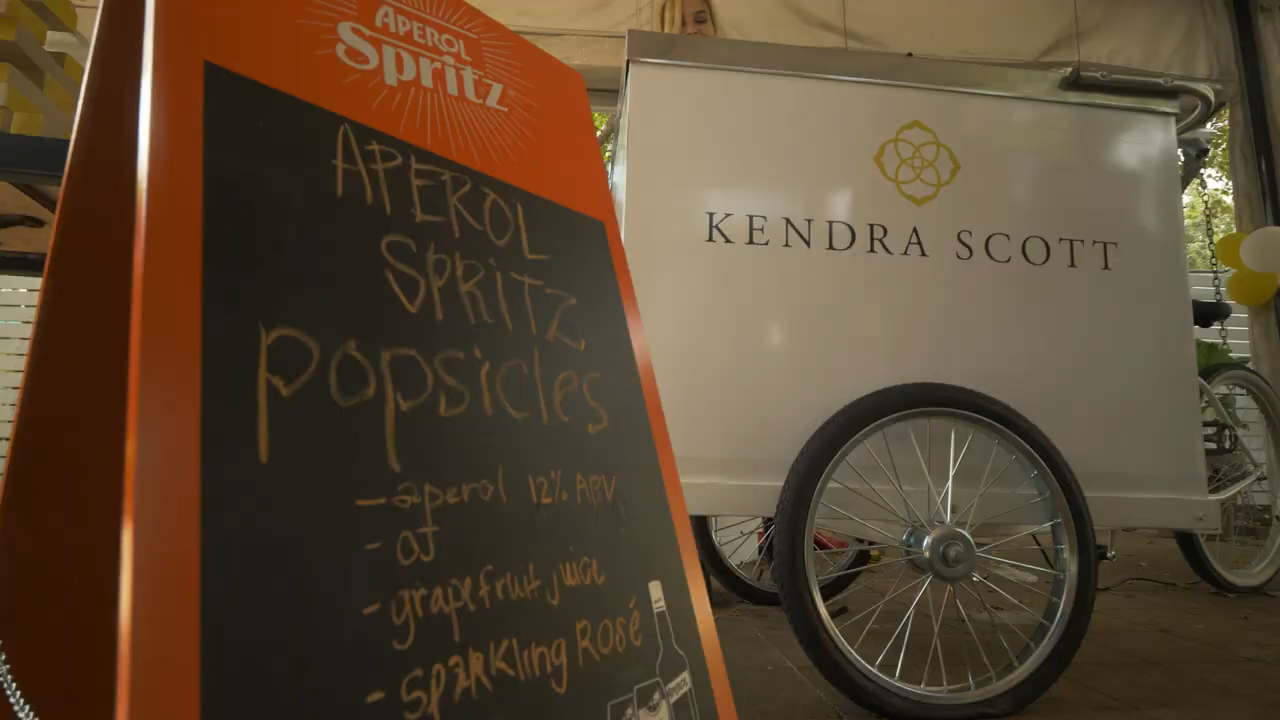 APEROL
Spritz
APEROL
SPRITZ
popsicles
- aperol 12% ABV
- OJ
- grapefruit juice
- SPARKling ROSÉ
KENDRA SCOTT